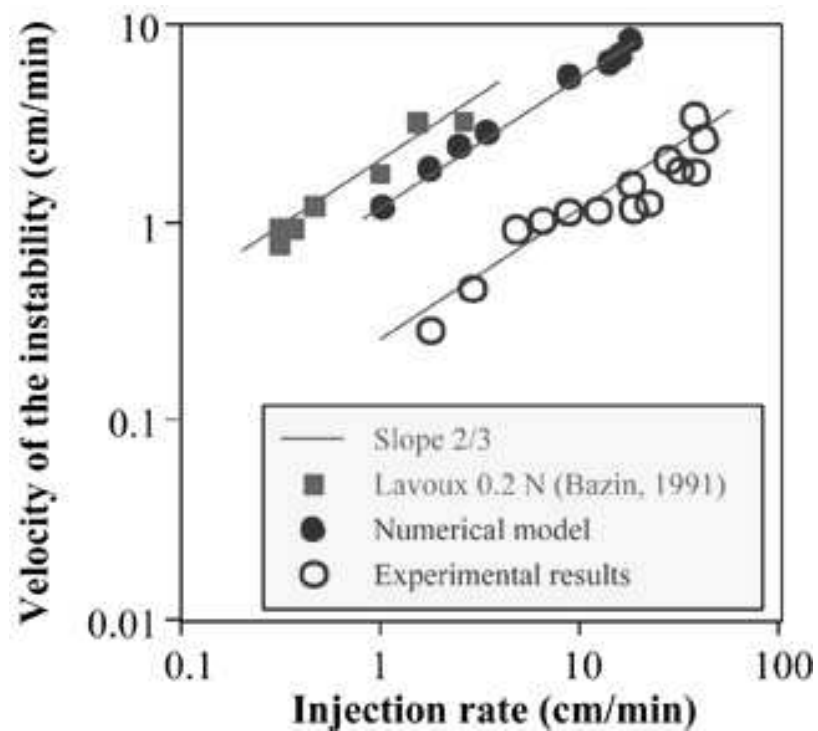 Velocity of the instability (cm/min)
10
1
0.1
0.01
Slope 2/3
Lavoux 0.2 N (Bazin, 1991)
Numerical model
Experimental results
0.1
1
10
100
Injection rate (cm/min)